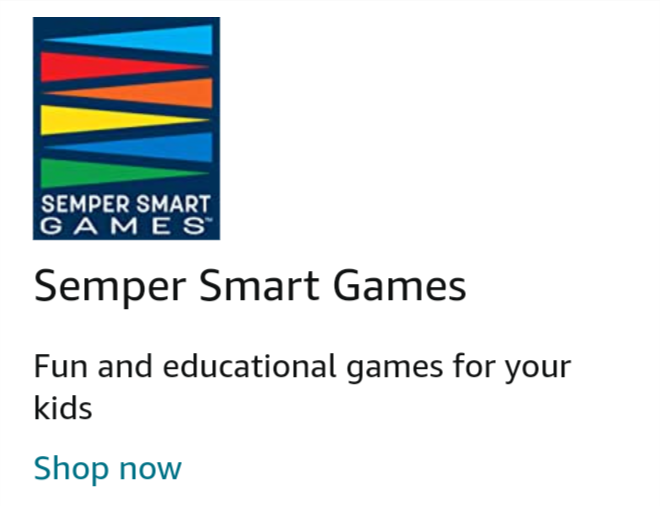 SEMPER SMART
GAMES™
Semper Smart Games
Fun and educational games for your
kids
Shop now